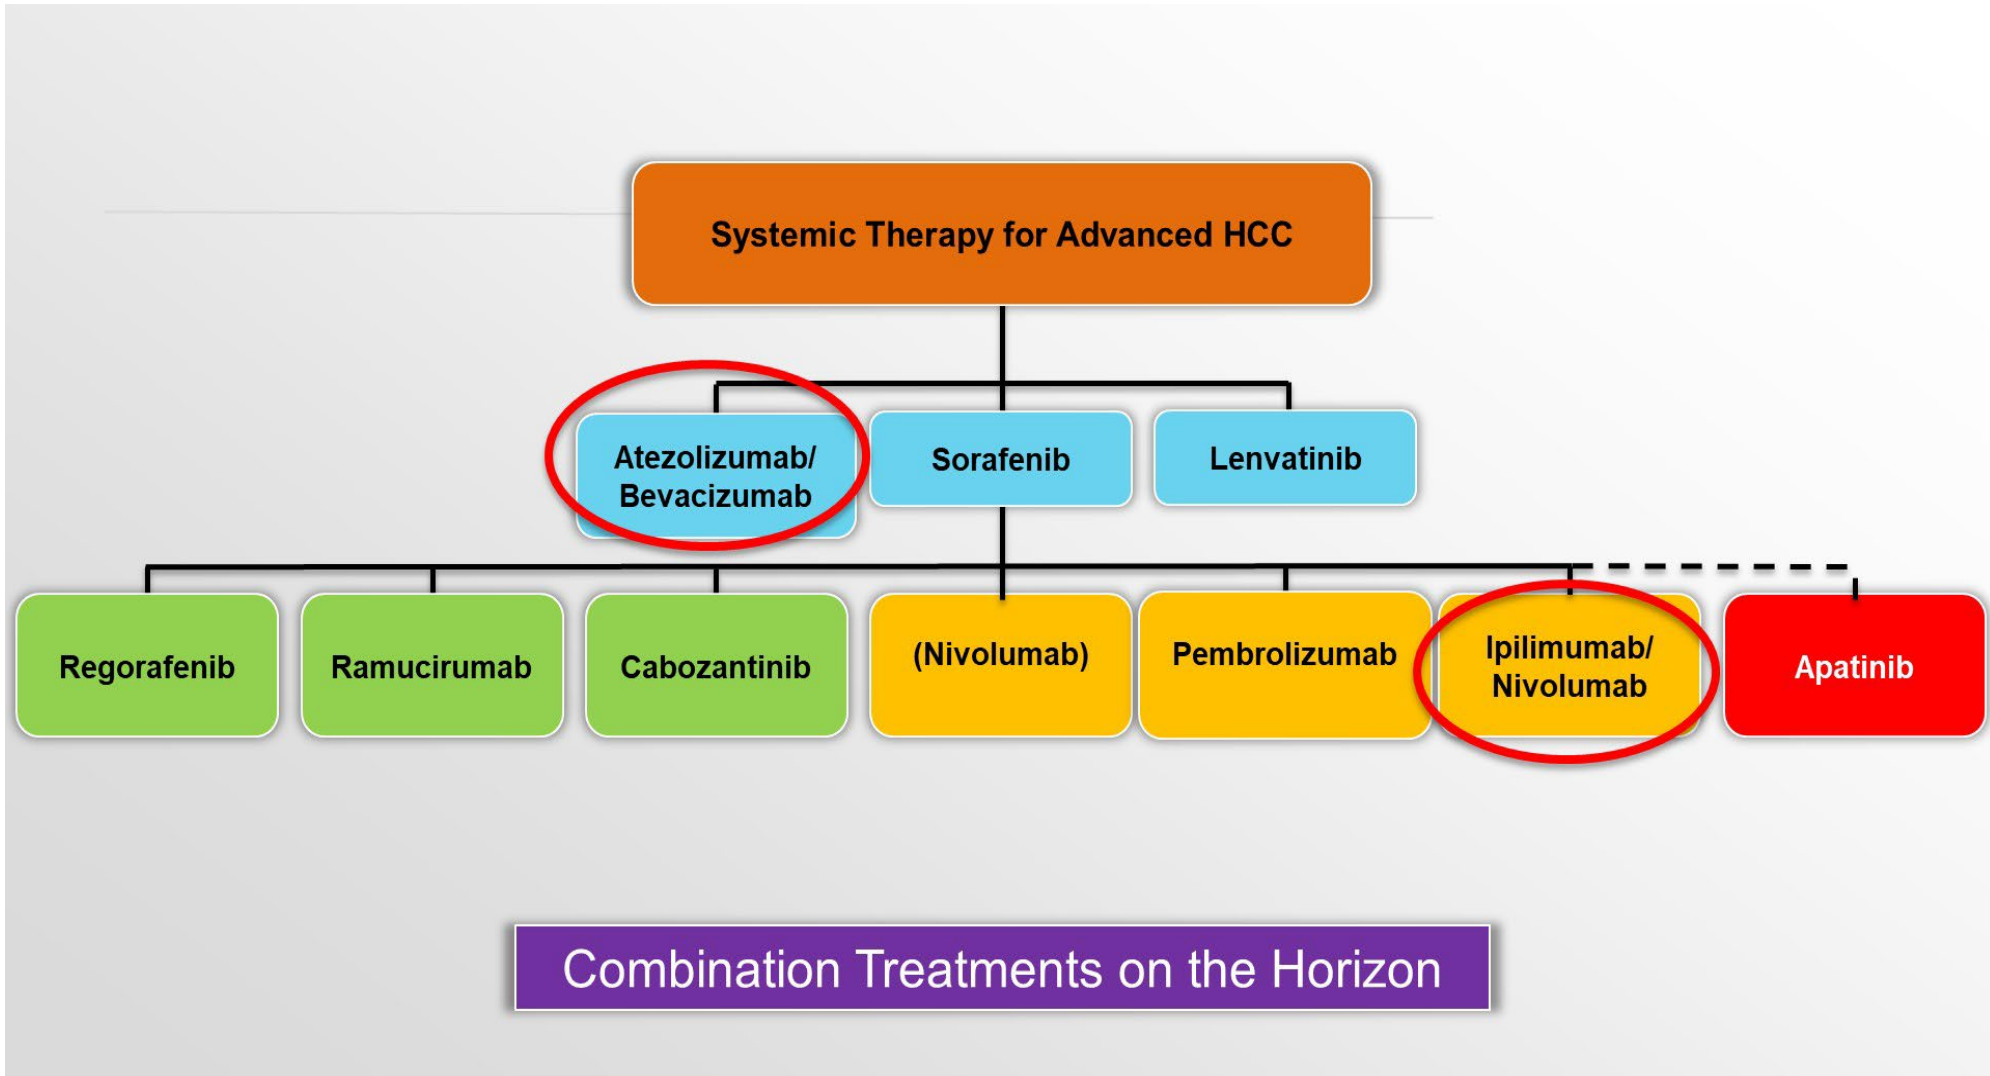 Systemic Therapy for Advanced HCC
Atezolizumab/
Bevacizumab
Sorafenib
Lenvatinib
Regorafenib
Ramucirumab
Cabozantinib
(Nivolumab)
Pembrolizumab
Ipilimumab/
Nivolumab
Apatinib
Combination Treatments on the Horizon